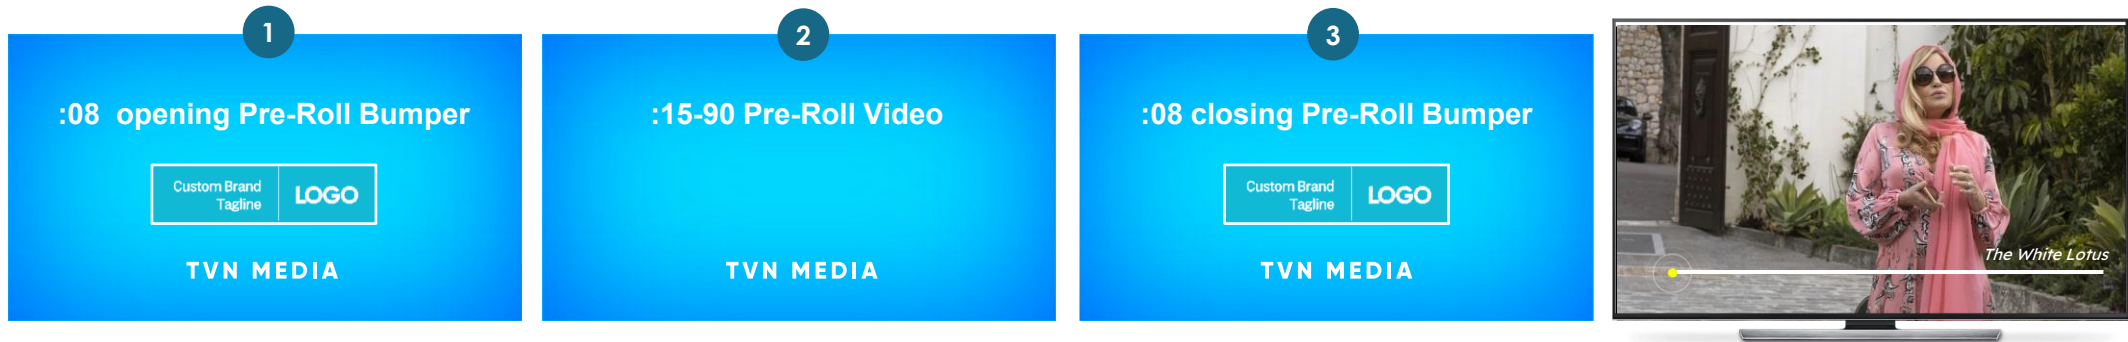 1
:08 opening Pre-Roll Bumper
Custom Brand
Tagline
LOGO
TVN MEDIA
2
:15-90 Pre-Roll Video
TVN MEDIA
3
:08 closing Pre-Roll Bumper
Custom Brand
Tagline
LOGO
TVN MEDIA
The White Lotus